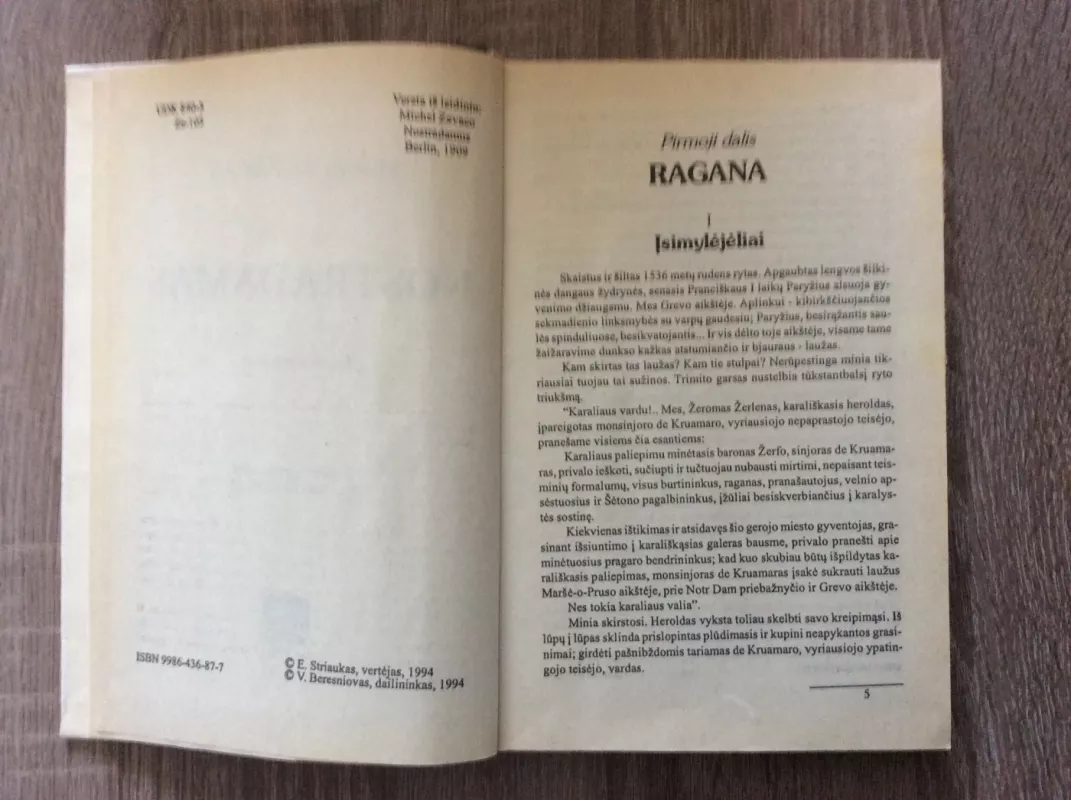 UDK 840-3
Versta iš leidinio:
Michel Zevaco
Nostradamus
Berlin, 1909
ISBN 9986-436-87-7
© E. Striaukas, vertėjas, 1994
© V. Beresniovas, dailininkas, 1994
Pirmoji dalis
RAGANA
Į
Įsimylėjėliai
Skaistus ir šiltas 1536 metų rudens rytas. Apgaubtas lengvos šilki-
nės dangaus žydrynės, senasis Pranciškaus I laikų Paryžius alsuoja gy-
venimo džiaugsmu. Mes Grevo aikštėje. Aplinkui - kibirkščiuojančios
sekmadienio linksmybės su varpų gaudesiu; Paryžius, besirąžantis sau-
lės spinduliuose, besikvatojantis... Ir vis dėlto toje aikštėje, visame tame
žaižaravime dunkso kažkas atstumiančio ir bjauraus - laužas.
Kam skirtas tas laužas? Kam tie stulpai? Nerūpestinga minia tik-
riausiai tuojau tai sužinos. Trimito garsas nustelbia tūkstantbalsį ryto
triukšmą.
"Karaliaus vardu!.. Mes, Žeromas Žerlenas, karališkasis heroldas,
įpareigotas monsinjoro de Kruamaro, vyriausiojo nepaprastojo teisėjo,
pranešame visiems čia esantiems:
Karaliaus paliepimu minėtasis baronas Žerfo, sinjoras de Kruama-
ras, privalo ieškoti, sučiupti ir tučtuojau nubausti mirtimi, nepaisant teis-
minių formalumų, visus burtininkus, raganas, pranašautojus, velnio ap-
sėstuosius ir Šėtono pagalbininkus, įžūliai besiskverbiančius į karalys-
tės sostinę.
Kiekvienas ištikimas ir atsidavęs šio gerojo miesto gyventojas, gra-
sinant išsiuntimo į karališkąsias galeras bausme, privalo pranešti apie
minėtuosius pragaro bendrininkus; kad kuo skubiau būtų išpildytas ka-
rališkasis paliepimas, monsinjoras de Kruamaras įsakė sukrauti laužus
Maršė-o-Pruso aikštėje, prie Notr Dam priebažnyčio ir Grevo aikštėje.
Nes tokia karaliaus valia".
Minia skirstosi. Heroldas vyksta toliau skelbti savo kreipimąsi. Iš
lūpų į lūpas sklinda prislopintas plūdimasis ir kupini neapykantos grasi-
nimai; girdėti pašnibždomis tariamas de Kruamaro, vyriausiojo ypatin-
gojo teisėjo, vardas.
5